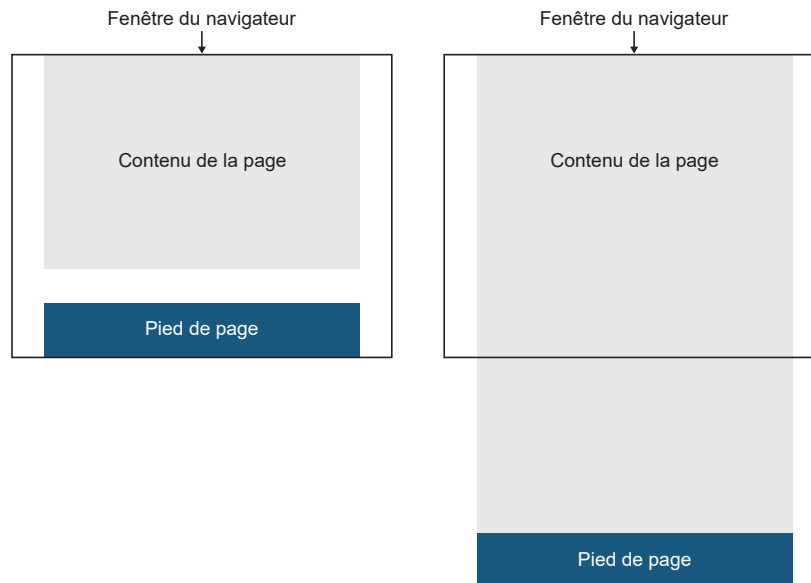 Fenêtre du navigateur
Contenu de la page
Pied de page
Fenêtre du navigateur
Contenu de la page
Pied de page